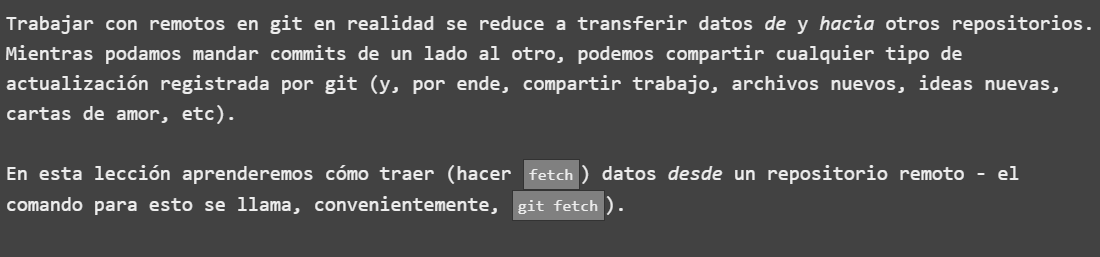 Trabajar con remotos en git en realidad se reduce a transferir datos de y hacia otros repositorios.
Mientras podamos mandar commits de un lado al otro, podemos compartir cualquier tipo de
actualización registrada por git (y, por ende, compartir trabajo, archivos nuevos, ideas nuevas,
cartas de amor, etc).
En esta lección aprenderemos cómo traer (hacer fetch) datos desde un repositorio remoto - el
comando para esto se llama, convenientemente, git fetch).